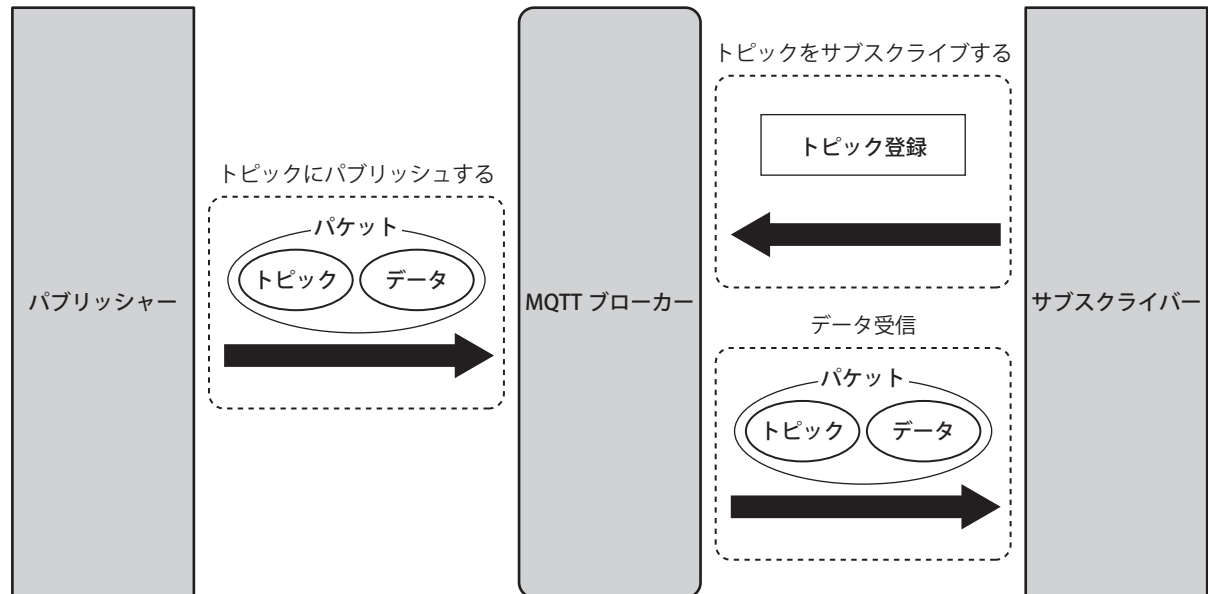 パブリッシャー
トピックにパブリッシュする
パケット
トピック
データ
MQTT ブローカー
トピックをサブスクライブする
トピック登録
データ受信
パケット
トピック
データ
サブスクライバー